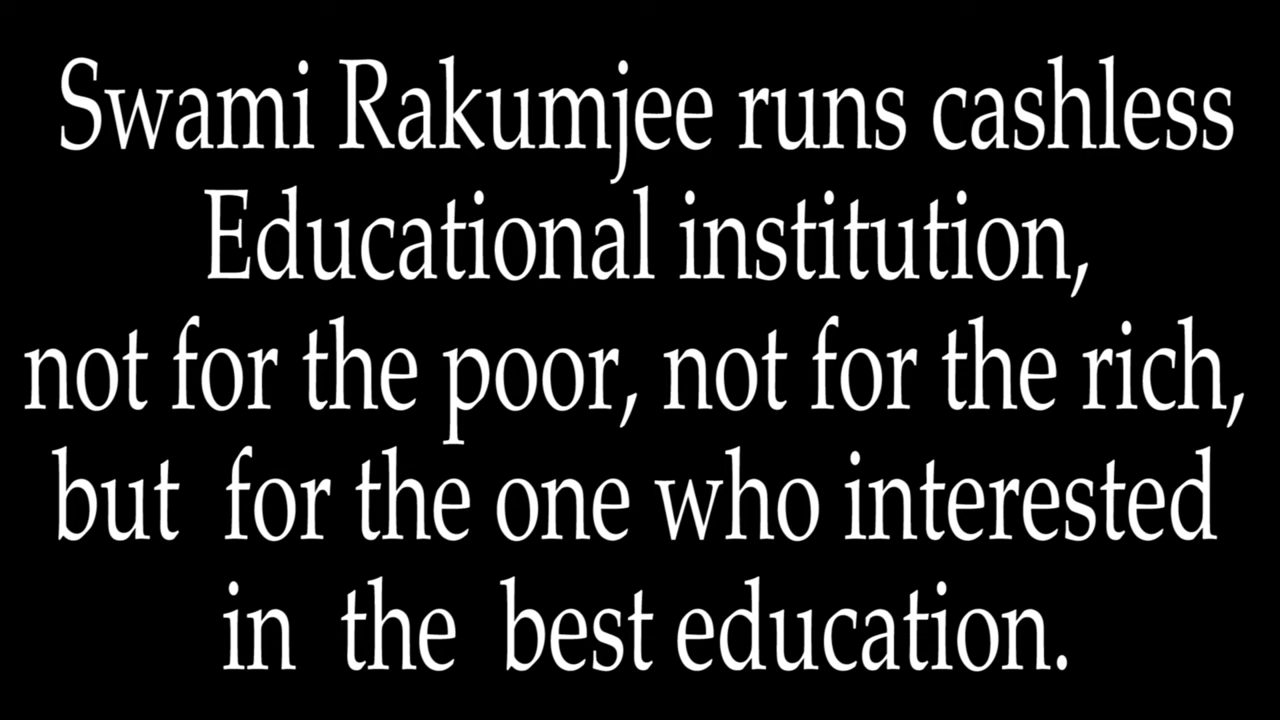 Swami Rakumjee runs cashless
Educational institution,
not for the poor, not for the rich,
but for the one who interested
in the best education.